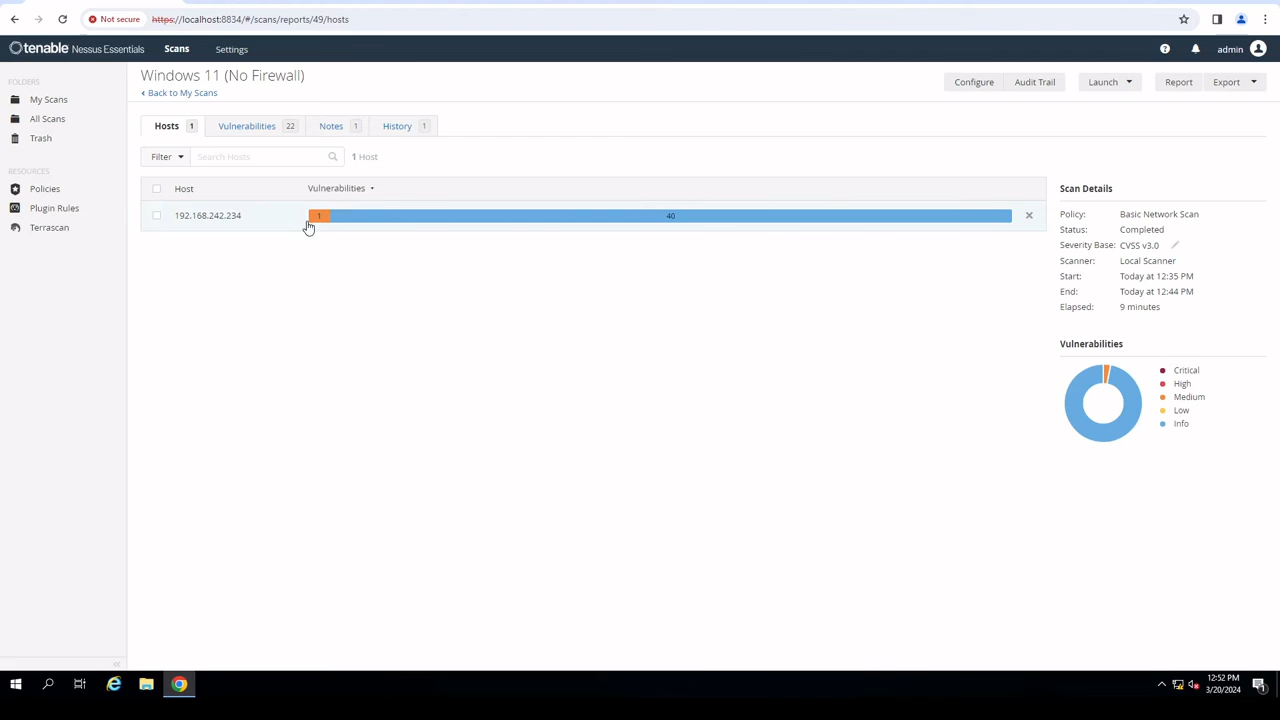 Not secure https://localhost:8834/#/scans/reports/49/hosts
tenable Nessus Essentials Scans Settings admin
FOLDERS
My Scans
All Scans
Trash
RESOURCES
Policies
Plugin Rules
Terrascan
Windows 11 (No Firewall)
Back to My Scans
Configure Audit Trail Launch Report Export
Hosts 1 Vulnerabilities 22 Notes 1 History 1
Filter Search Hosts 1 Host
Host Vulnerabilities
192.168.242.234 1 40
Scan Details
Policy: Basic Network Scan
Status: Completed
Severity Base: CVSS v3.0
Scanner: Local Scanner
Start: Today at 12:35 PM
End: Today at 12:44 PM
Elapsed: 9 minutes
Vulnerabilities
Critical
High
Medium
Low
Info
12:52 PM
3/20/2024
1